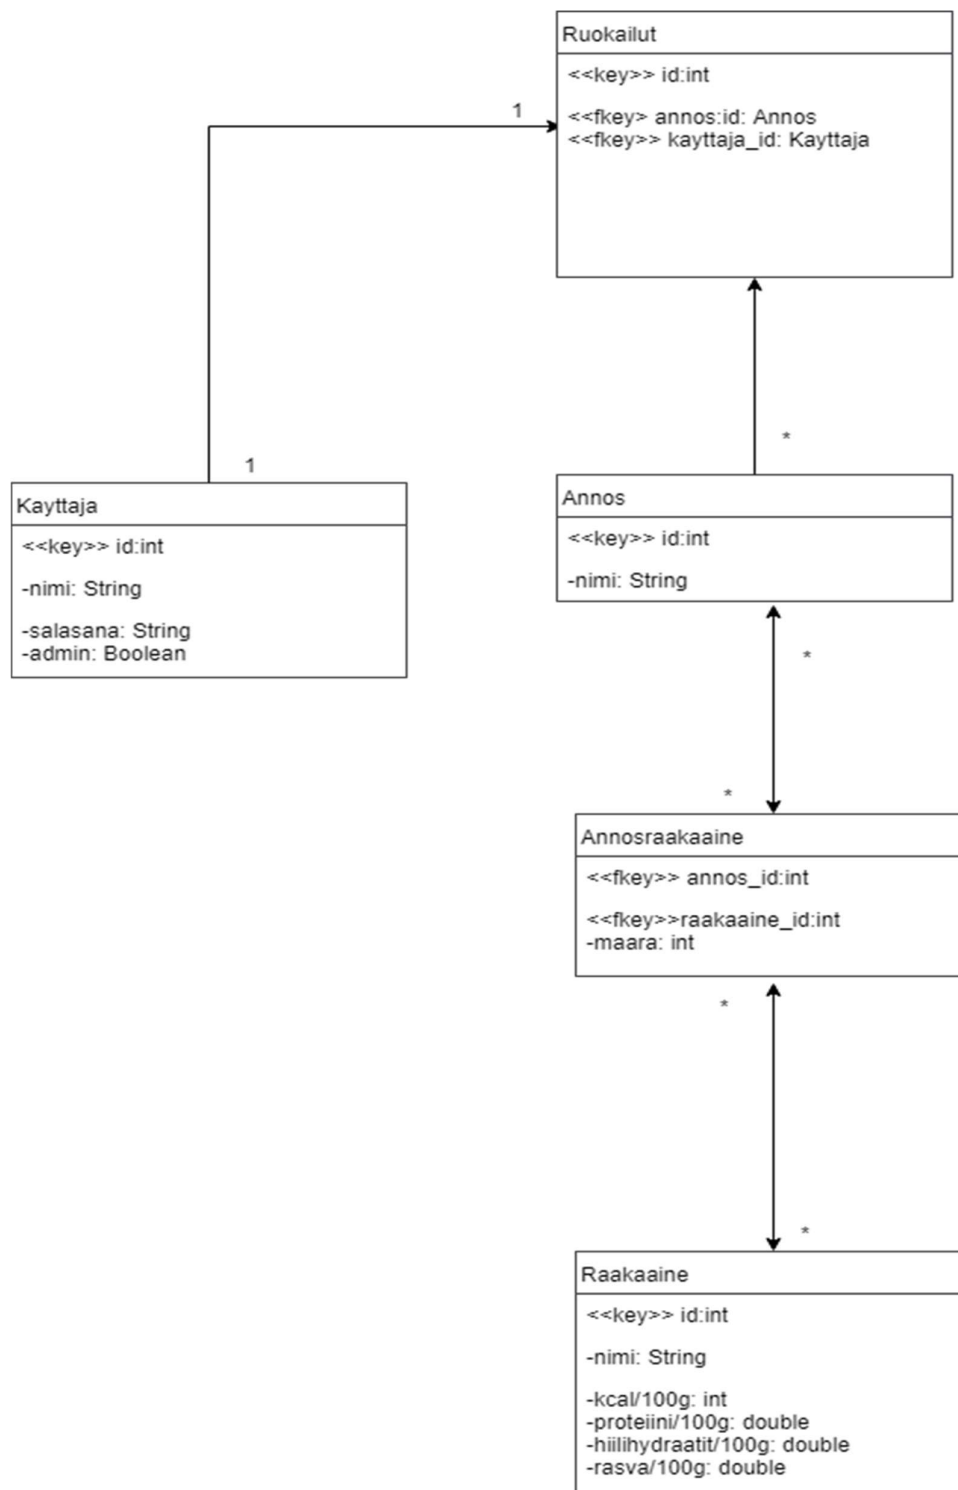 Ruokailut
<<key>> id:int
<<fkey> annos:id: Annos
<<fkey>> kayttaja_id: Kayttaja
1
*
1
Kayttaja
<<key>> id:int
-nimi: String
-salasana: String
-admin: Boolean
Annos
<<key>> id:int
-nimi: String
*
*
Annosraakaaine
<<fkey>> annos_id:int
<<fkey>>raakaaine_id:int
-maara: int
*
*
Raakaaine
<<key>> id:int
-nimi: String
-kcal/100g: int
-proteiini/100g: double
-hiilihydraatit/100g: double
-rasva/100g: double